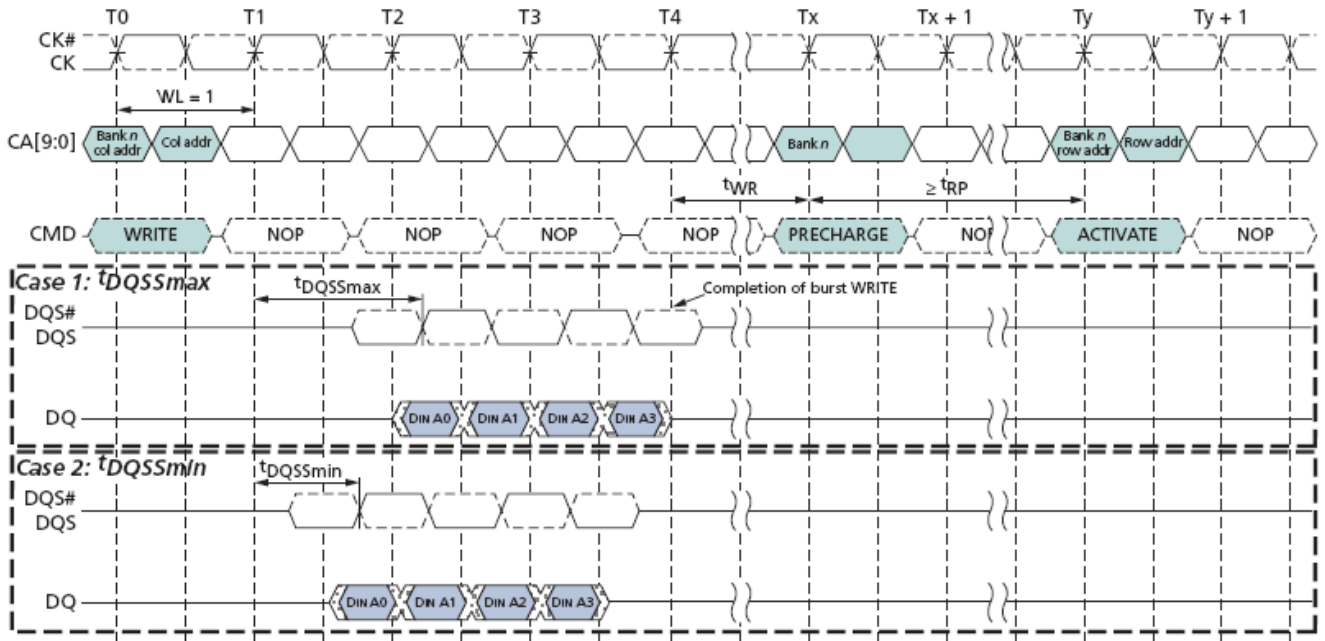 T0 T1 T2 T3 T4 Tx Tx + 1 Ty Ty + 1
CK#
CK
WL = 1
CA[9:0]
Bank n
col addr
Col addr
Bank n
Bank n
row addr
Row addr
tWR
≥ tRP
CMD WRITE NOP NOP NOP NOP PRECHARGE NOP ACTIVATE NOP
Case 1: tDQSSmax
tDQSSmax
Completion of burst WRITE
DQS#
DQS
DQ DIN A0 DIN A1 DIN A2 DIN A3
Case 2: tDQSSmin
tDQSSmin
DQS#
DQS
DQ DIN A0 DIN A1 DIN A2 DIN A3